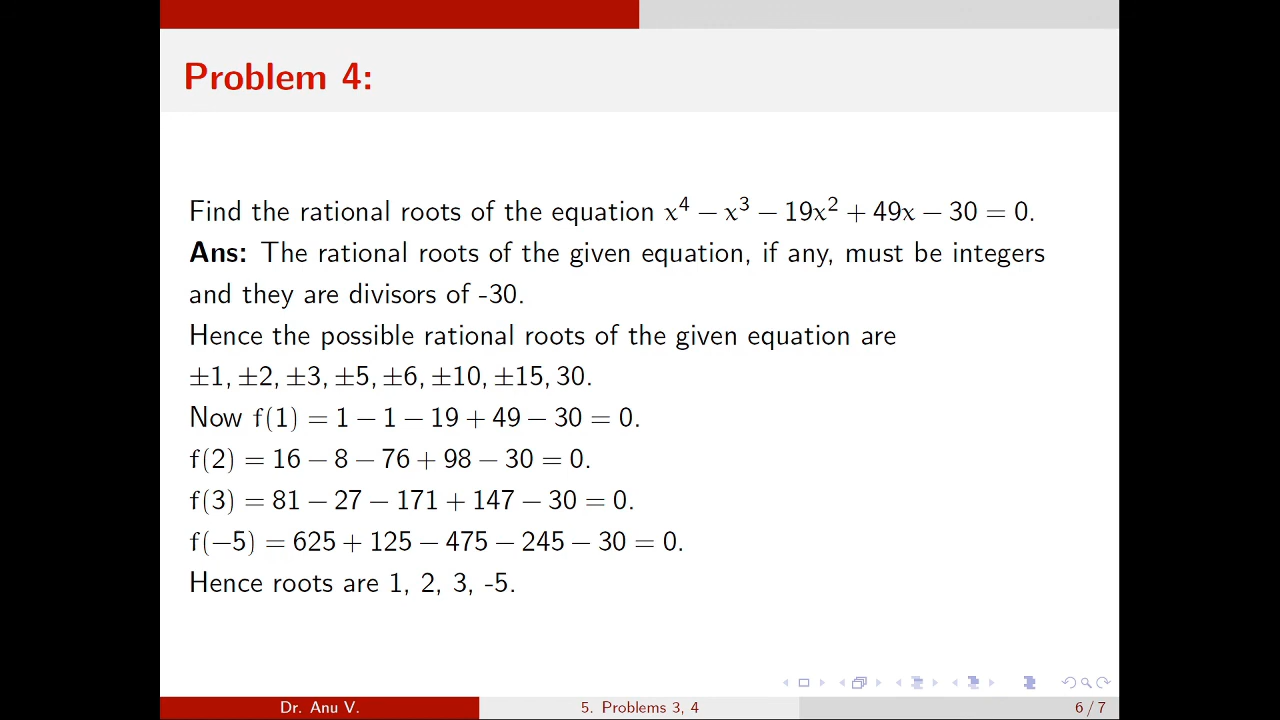 Problem 4:
Find the rational roots of the equation x⁴ − x³ − 19x² + 49x − 30 = 0.
Ans: The rational roots of the given equation, if any, must be integers
and they are divisors of -30.
Hence the possible rational roots of the given equation are
±1, ±2, ±3, ±5, ±6, ±10, ±15, 30.
Now f(1) = 1 − 1 − 19 + 49 − 30 = 0.
f(2) = 16 − 8 − 76 + 98 − 30 = 0.
f(3) = 81 − 27 − 171 + 147 − 30 = 0.
f(−5) = 625 + 125 − 475 − 245 − 30 = 0.
Hence roots are 1, 2, 3, -5.
Dr. Anu V. 5. Problems 3, 4 6 / 7